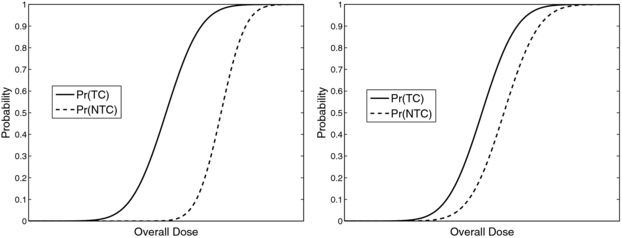 1
0.9
0.8
0.7
0.6
0.5
0.4
0.3
0.2
0.1
0
Probability
Pr(TC)
Pr(NTC)
Overall Dose
1
0.9
0.8
0.7
0.6
0.5
0.4
0.3
0.2
0.1
0
Probability
Pr(TC)
Pr(NTC)
Overall Dose